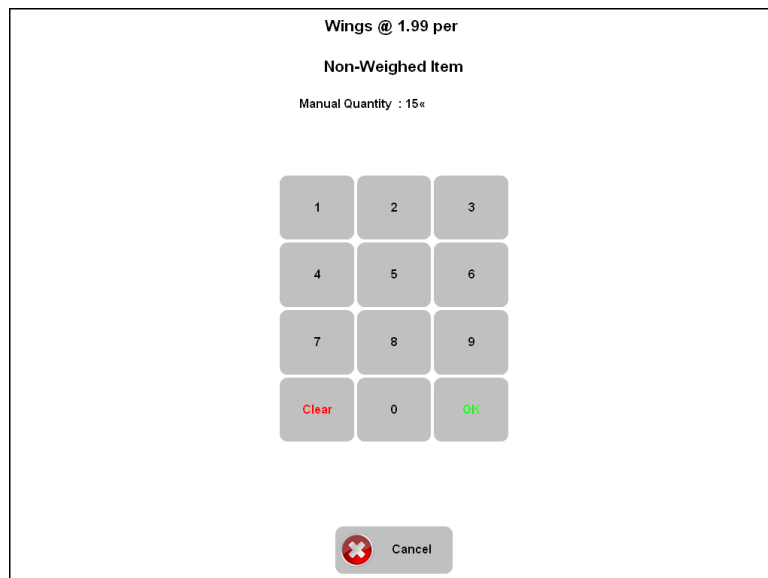 Wings @ 1.99 per
Non-Weighed Item
Manual Quantity : 15«
1 2 3
4 5 6
7 8 9
Clear 0 OK
Cancel